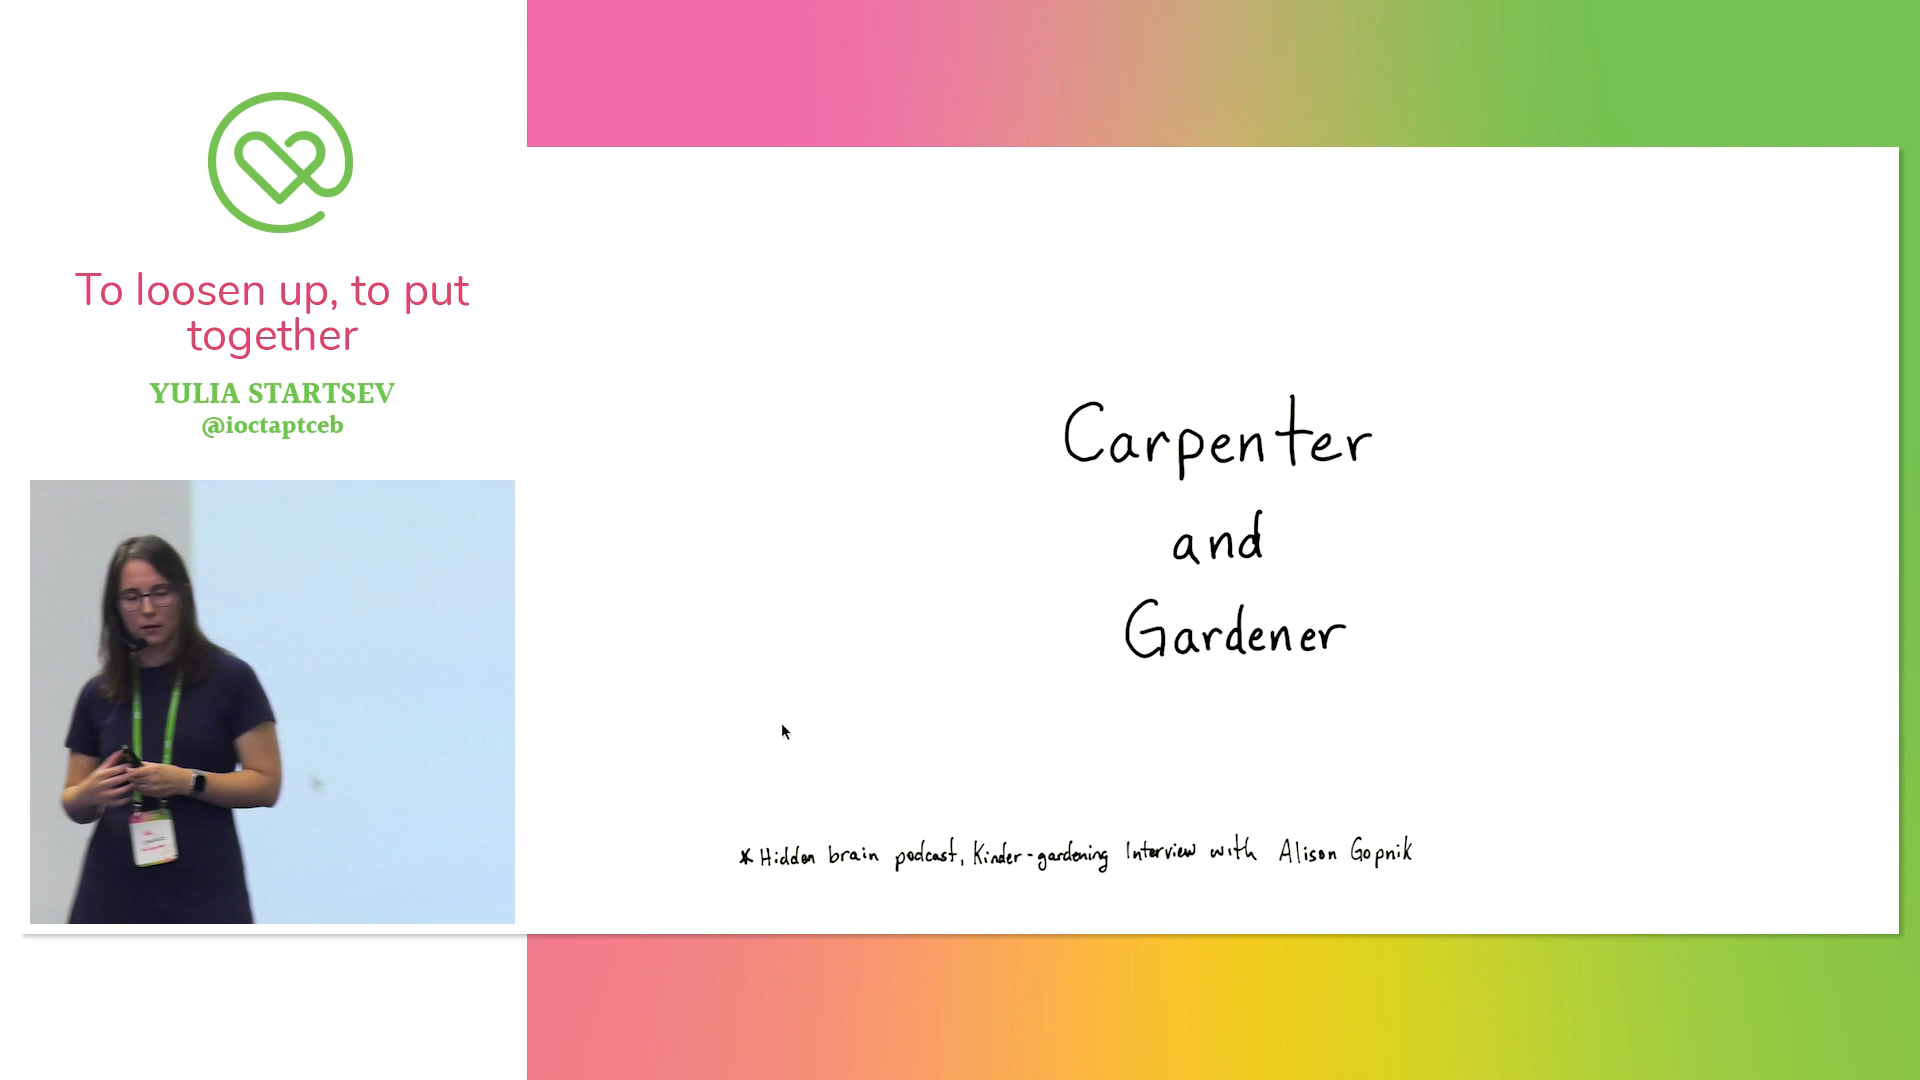 To loosen up, to put
together
YULIA STARTSEV
@ioctaptceb
Carpenter
and
Gardener
* Hidden brain podcast, Kinder-gardening Interview with Alison Gopnik